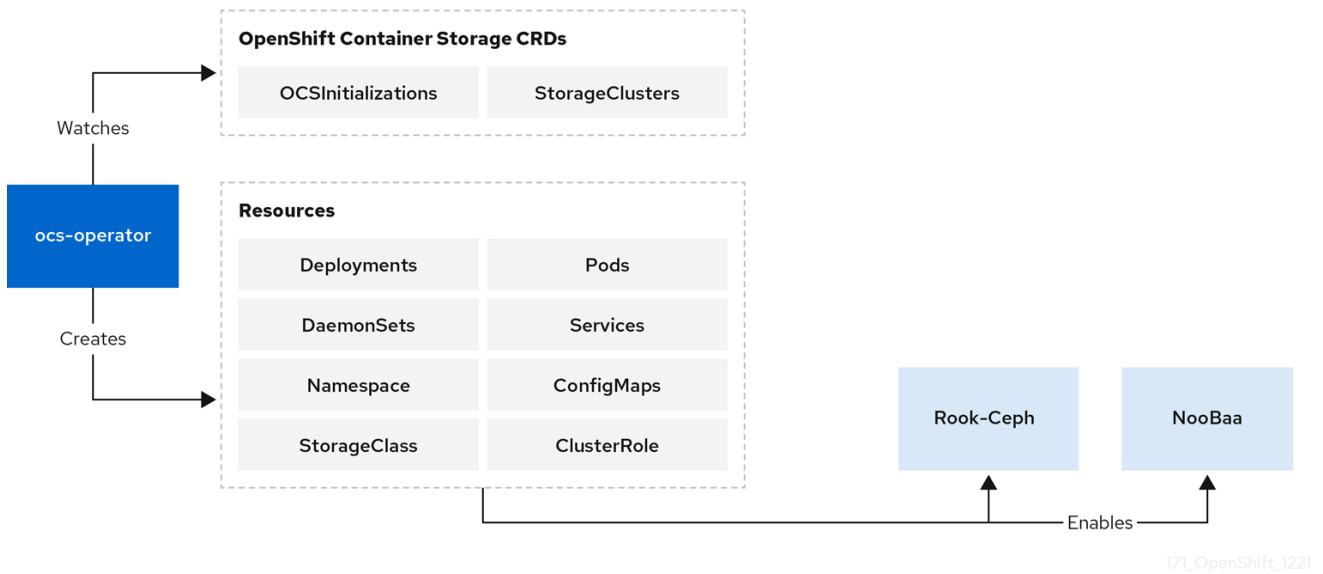 OpenShift Container Storage CRDs
OCSInitializations
StorageClusters
Watches
ocs-operator
Creates
Resources
Deployments
Pods
DaemonSets
Services
Namespace
ConfigMaps
StorageClass
ClusterRole
Rook-Ceph
NooBaa
Enables
171_OpenShift_1221